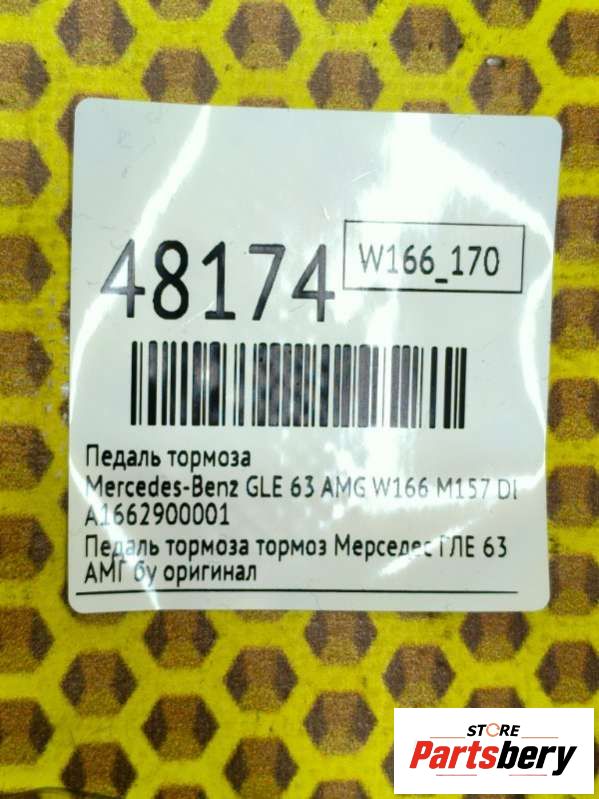 48174
W166_170
Педаль тормоза
Mercedes-Benz GLE 63 AMG W166 M157 DI
A1662900001
Педаль тормоза тормоз Мерседес ГЛЕ 63
АМГ бу оригинал
STORE
Partsbery